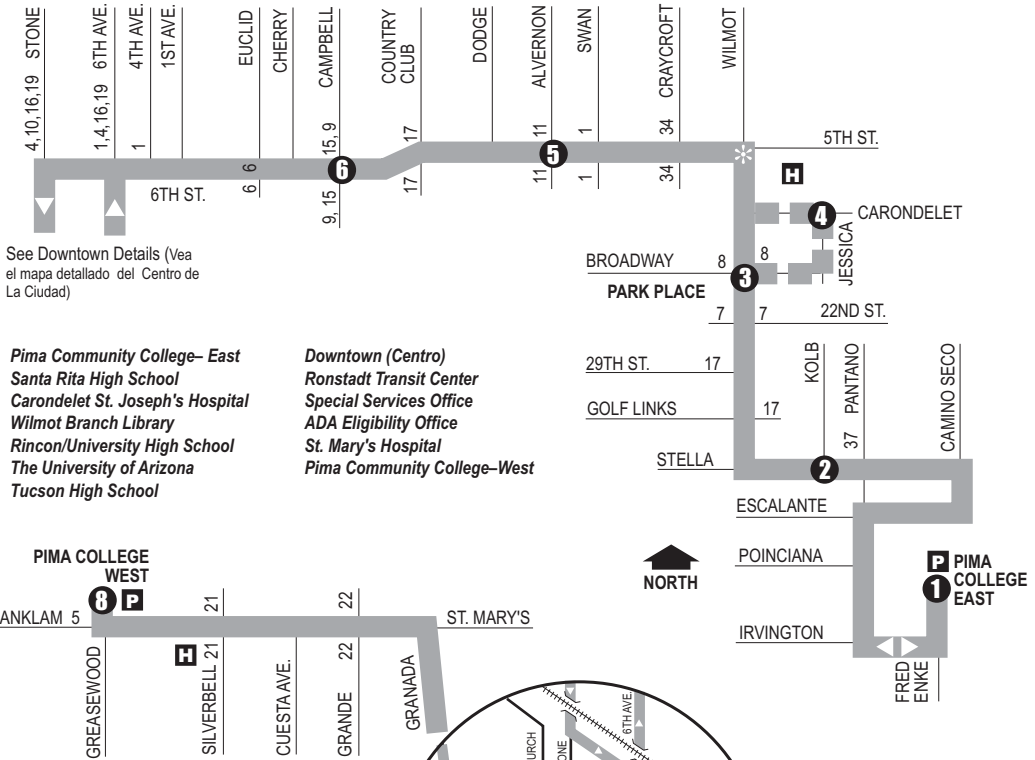 4,10,16,19 STONE
1,4,16,19 6TH AVE.
1 4TH AVE.
1ST AVE.
EUCLID
CHERRY
CAMPBELL
COUNTRY
CLUB
DODGE
ALVERNON
SWAN
CRAYCROFT
WILMOT
6
6
15, 9
9, 15
17
17
11
11
1
1
34
34
6
5
*
5TH ST.
6TH ST.
H
4
CARONDELET
JESSICA
See Downtown Details (Vea
el mapa detallado del Centro de
La Ciudad)
BROADWAY 8
8
3
PARK PLACE
7
7
22ND ST.
29TH ST. 17
GOLF LINKS
17
KOLB
37 PANTANO
CAMINO SECO
STELLA
2
ESCALANTE
POINCIANA
IRVINGTON
P PIMA
1 COLLEGE
EAST
FRED
ENKE
Pima Community College– East
Santa Rita High School
Carondelet St. Joseph's Hospital
Wilmot Branch Library
Rincon/University High School
The University of Arizona
Tucson High School
Downtown (Centro)
Ronstadt Transit Center
Special Services Office
ADA Eligibility Office
St. Mary's Hospital
Pima Community College–West
NORTH
PIMA COLLEGE
WEST
8 P
ANKLAM 5
21
22
ST. MARY'S
GREASEWOOD
H
SILVERBELL 21
CUESTA AVE.
GRANDE 22
GRANADA
URCH
ONE
6TH AVE.